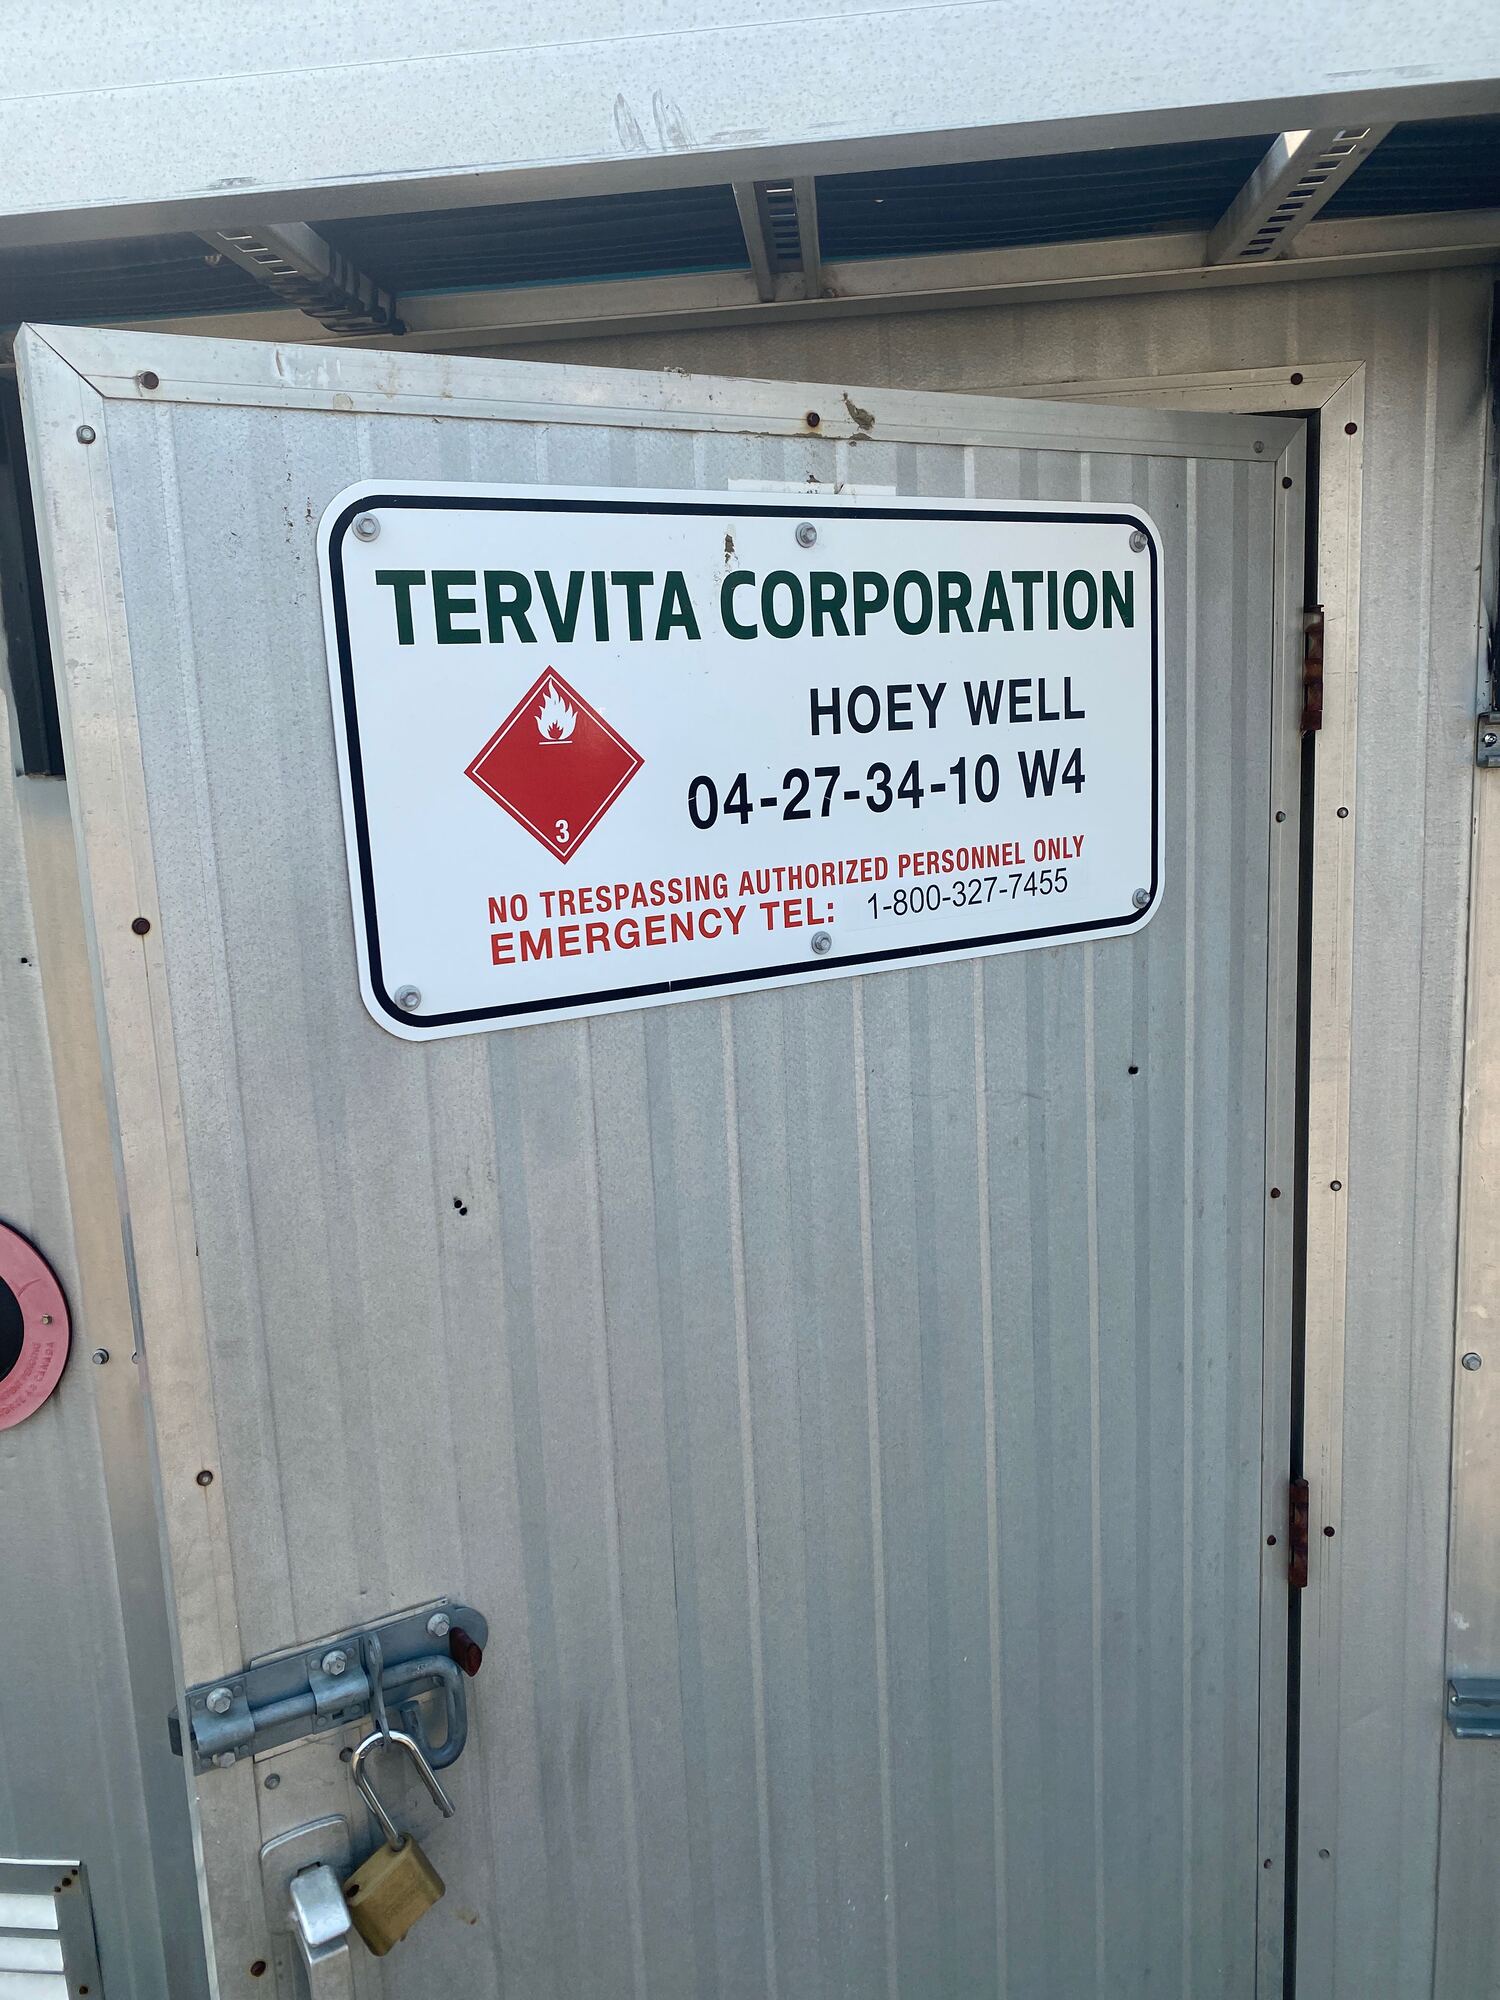 TERVITA CORPORATION
HOEY WELL
04-27-34-10 W4
3
NO TRESPASSING AUTHORIZED PERSONNEL ONLY
EMERGENCY TEL: 1-800-327-7455